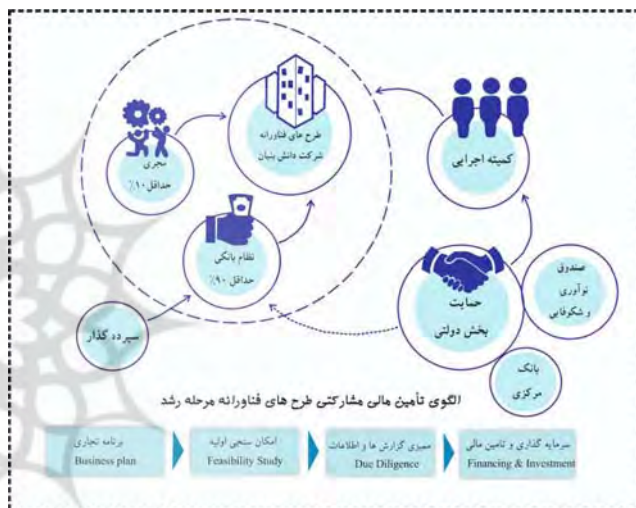 طرح های فناورانه
شرکت دانش بنیان
مجری
حداقل ۱۰٪
نظام بانکی
حداقل ۹۰٪
سپرده گذار
کمیته اجرایی
حمایت
بخش دولتی
صندوق
نوآوری
و شکوفایی
بانک
مرکزی
الگوی تأمین مالی مشارکتی طرح های فناورانه مرحله رشد
برنامه تجاری
Business plan
امکان سنجی اولیه
Feasibility Study
ممیزی گزارش ها و اطلاعات
Due Diligence
سرمایه گذاری و تامین مالی
Financing & Investment